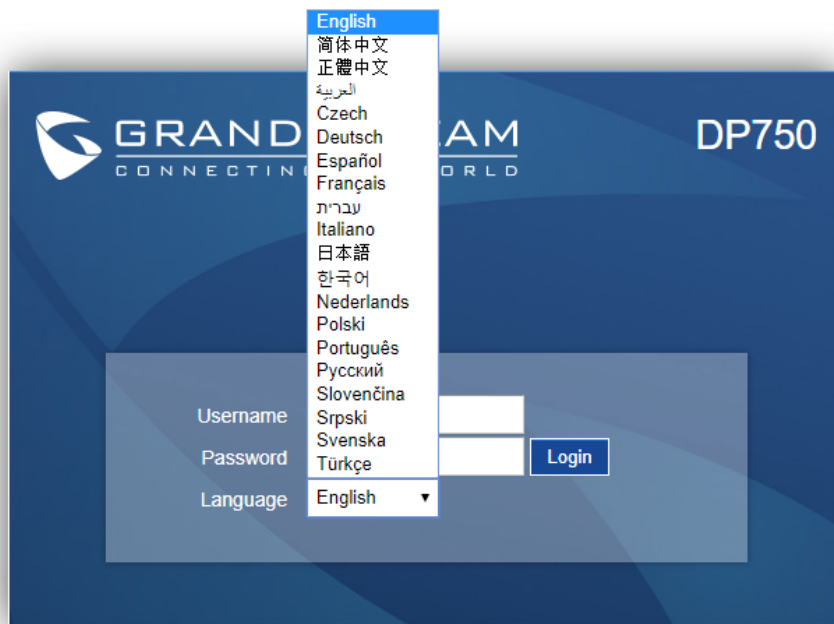 English
简体中文
正體中文
العربية
Czech
Deutsch
Español
Français
עברית
Italiano
日本語
한국어
Nederlands
Polski
Português
Русский
Slovenčina
Srpski
Svenska
Türkçe
GRAND AM
CONNECTIN ORLD
DP750
Username
Password
Login
Language English